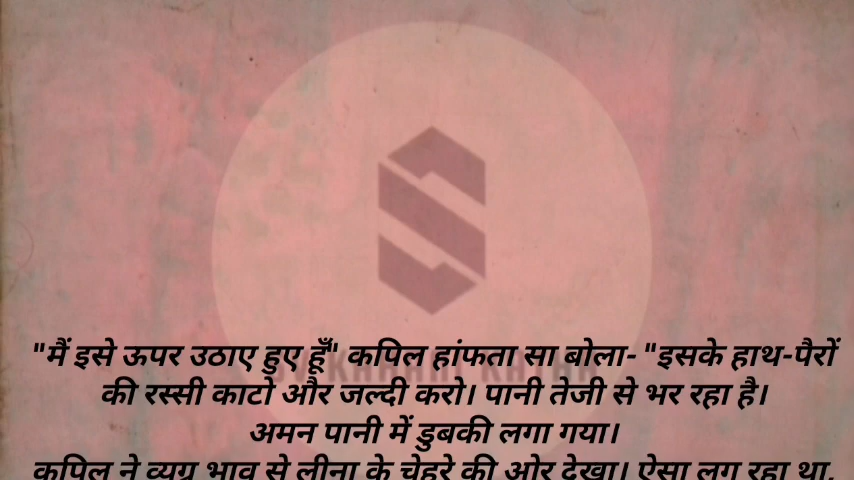 "मैं इसे ऊपर उठाए हुए हूँ" कपिल हांफता सा बोला- "इसके हाथ-पैरों
की रस्सी काटो और जल्दी करो। पानी तेजी से भर रहा है।
अमन पानी में डुबकी लगा गया।
कपिल ने व्यग्र भाव से लीना के चेहरे की ओर देखा। ऐसा लग रहा था,